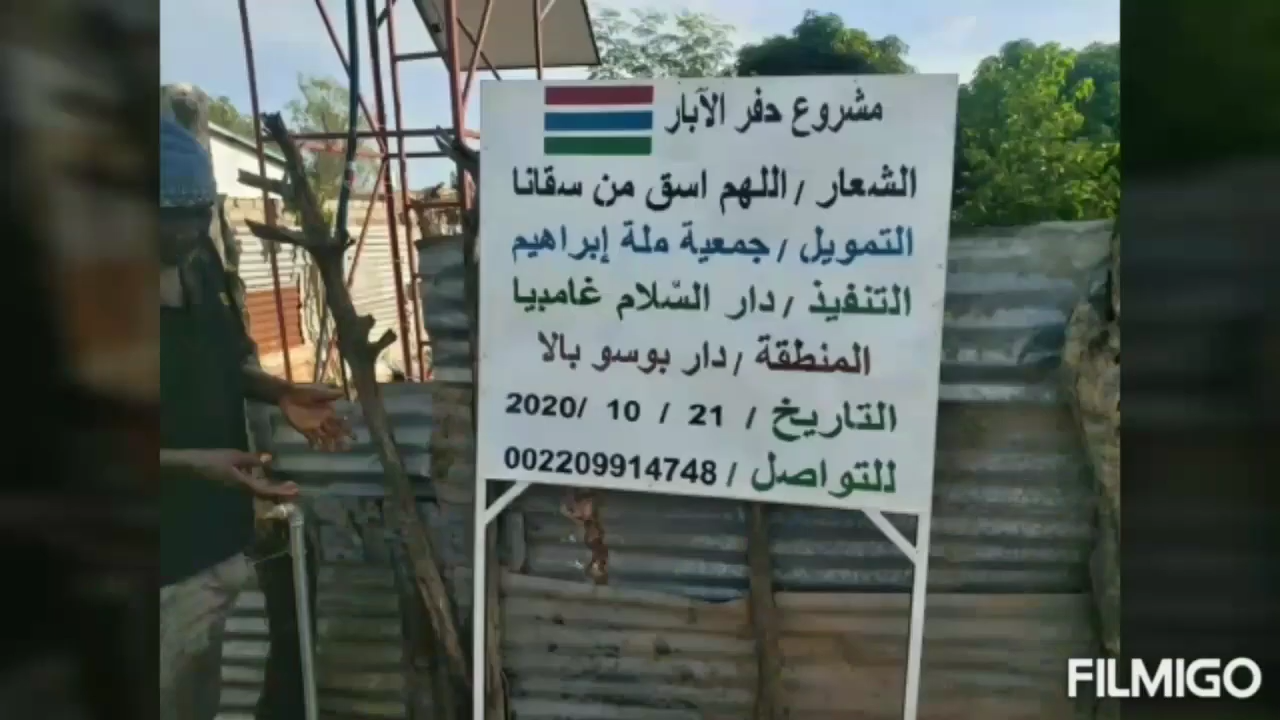 مشروع حفر الآبار
الشعار / اللهم اسق من سقانا
التمويل / جمعية ملة إبراهيم
التنفيذ / دار السّلام غامبيا
المنطقة / دار بوسو بالا
التاريخ / 21 / 10 /2020
للتواصل / 002209914748
FILMIGO